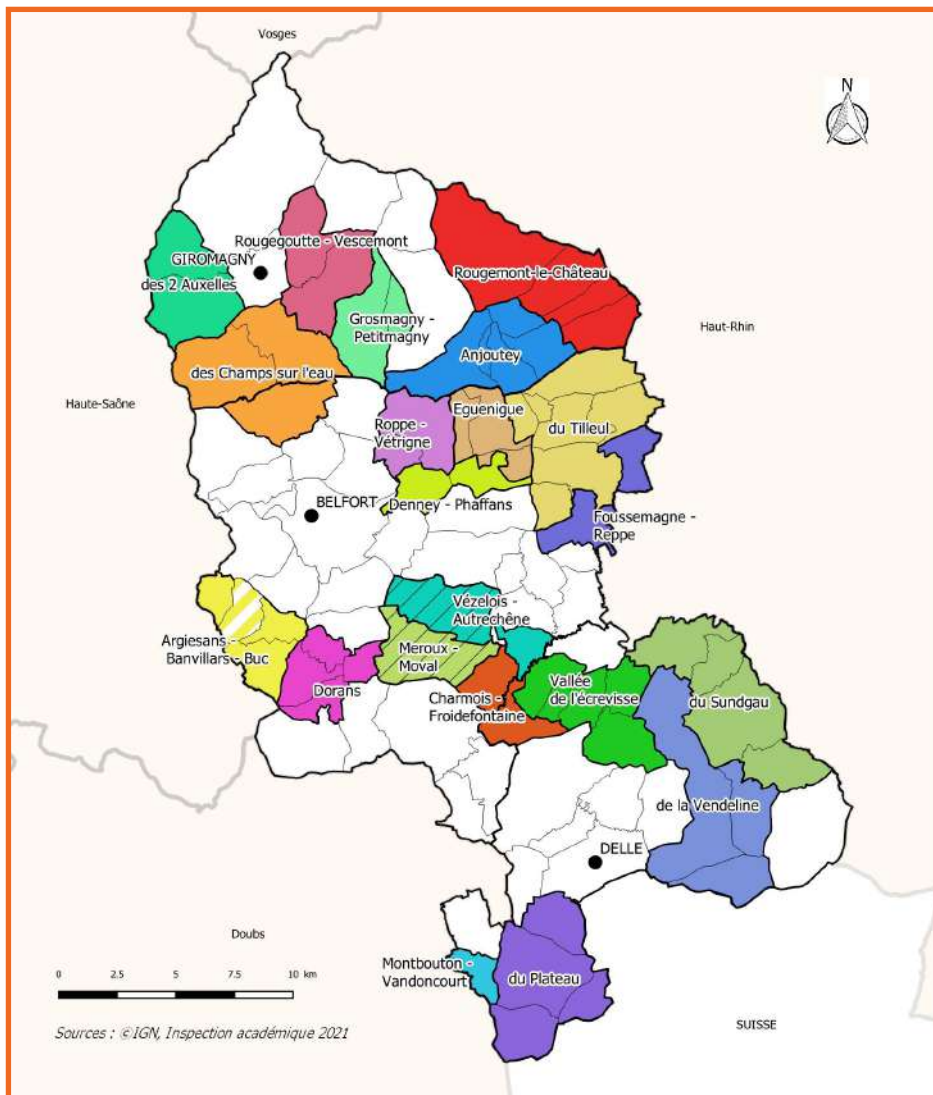 Vosges
N
Rougegoutte - Vescemont
GIROMAGNY
des 2 Auxelles
Rougemont-le-Château
Grosmagny -
Petitmagny
Haut-Rhin
Anjoutey
des Champs sur l'eau
Haute-Saône
Eguenigue
Roppe -
Vétrigne
du Tilleul
BELFORT
Denney - Phaffans
Foussemagne -
Reppe
Vézelois -
Autrechêne
Argiesans -
Banvillars - Buc
Meroux -
Moval
Dorans
Charmois -
Froidefontaine
Vallée
de l'écrevisse
du Sundgau
de la Vendeline
DELLE
Doubs
Montbouton -
Vandoncourt
du Plateau
0 2.5 5 7.5 10 km
SUISSE
Sources : ©IGN, Inspection académique 2021